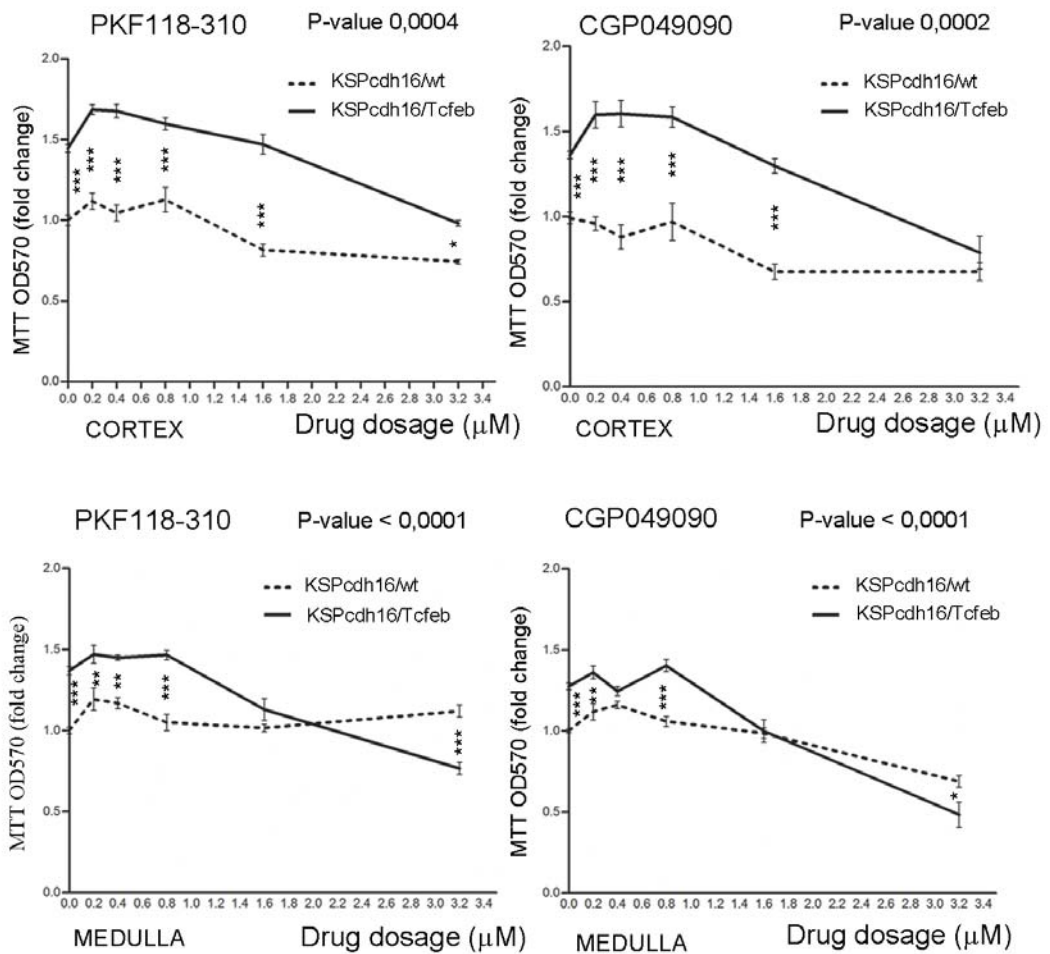 PKF118-310 P-value 0,0004
MTT OD570 (fold change)
2.0
1.5
1.0
0.5
0.0
KSPcdh16/wt
KSPcdh16/Tcfeb
*** *** *** *** *** *
0.0 0.2 0.4 0.6 0.8 1.0 1.2 1.4 1.6 1.8 2.0 2.2 2.4 2.6 2.8 3.0 3.2 3.4
CORTEX Drug dosage (μM)
CGP049090 P-value 0,0002
MTT OD570 (fold change)
2.0
1.5
1.0
0.5
0.0
KSPcdh16/wt
KSPcdh16/Tcfeb
*** *** *** *** ***
0.0 0.2 0.4 0.6 0.8 1.0 1.2 1.4 1.6 1.8 2.0 2.2 2.4 2.6 2.8 3.0 3.2 3.4
CORTEX Drug dosage (μM)
PKF118-310 P-value < 0,0001
MTT OD570 (fold change)
2.0
1.5
1.0
0.5
0.0
KSPcdh16/wt
KSPcdh16/Tcfeb
*** ** ** *** ***
0.0 0.2 0.4 0.6 0.8 1.0 1.2 1.4 1.6 1.8 2.0 2.2 2.4 2.6 2.8 3.0 3.2 3.4
MEDULLA Drug dosage (μM)
CGP049090 P-value < 0,0001
MTT OD570 (fold change)
2.0
1.5
1.0
0.5
0.0
KSPcdh16/wt
KSPcdh16/Tcfeb
*** ** *** *
0.0 0.2 0.4 0.6 0.8 1.0 1.2 1.4 1.6 1.8 2.0 2.2 2.4 2.6 2.8 3.0 3.2 3.4
MEDULLA Drug dosage (μM)